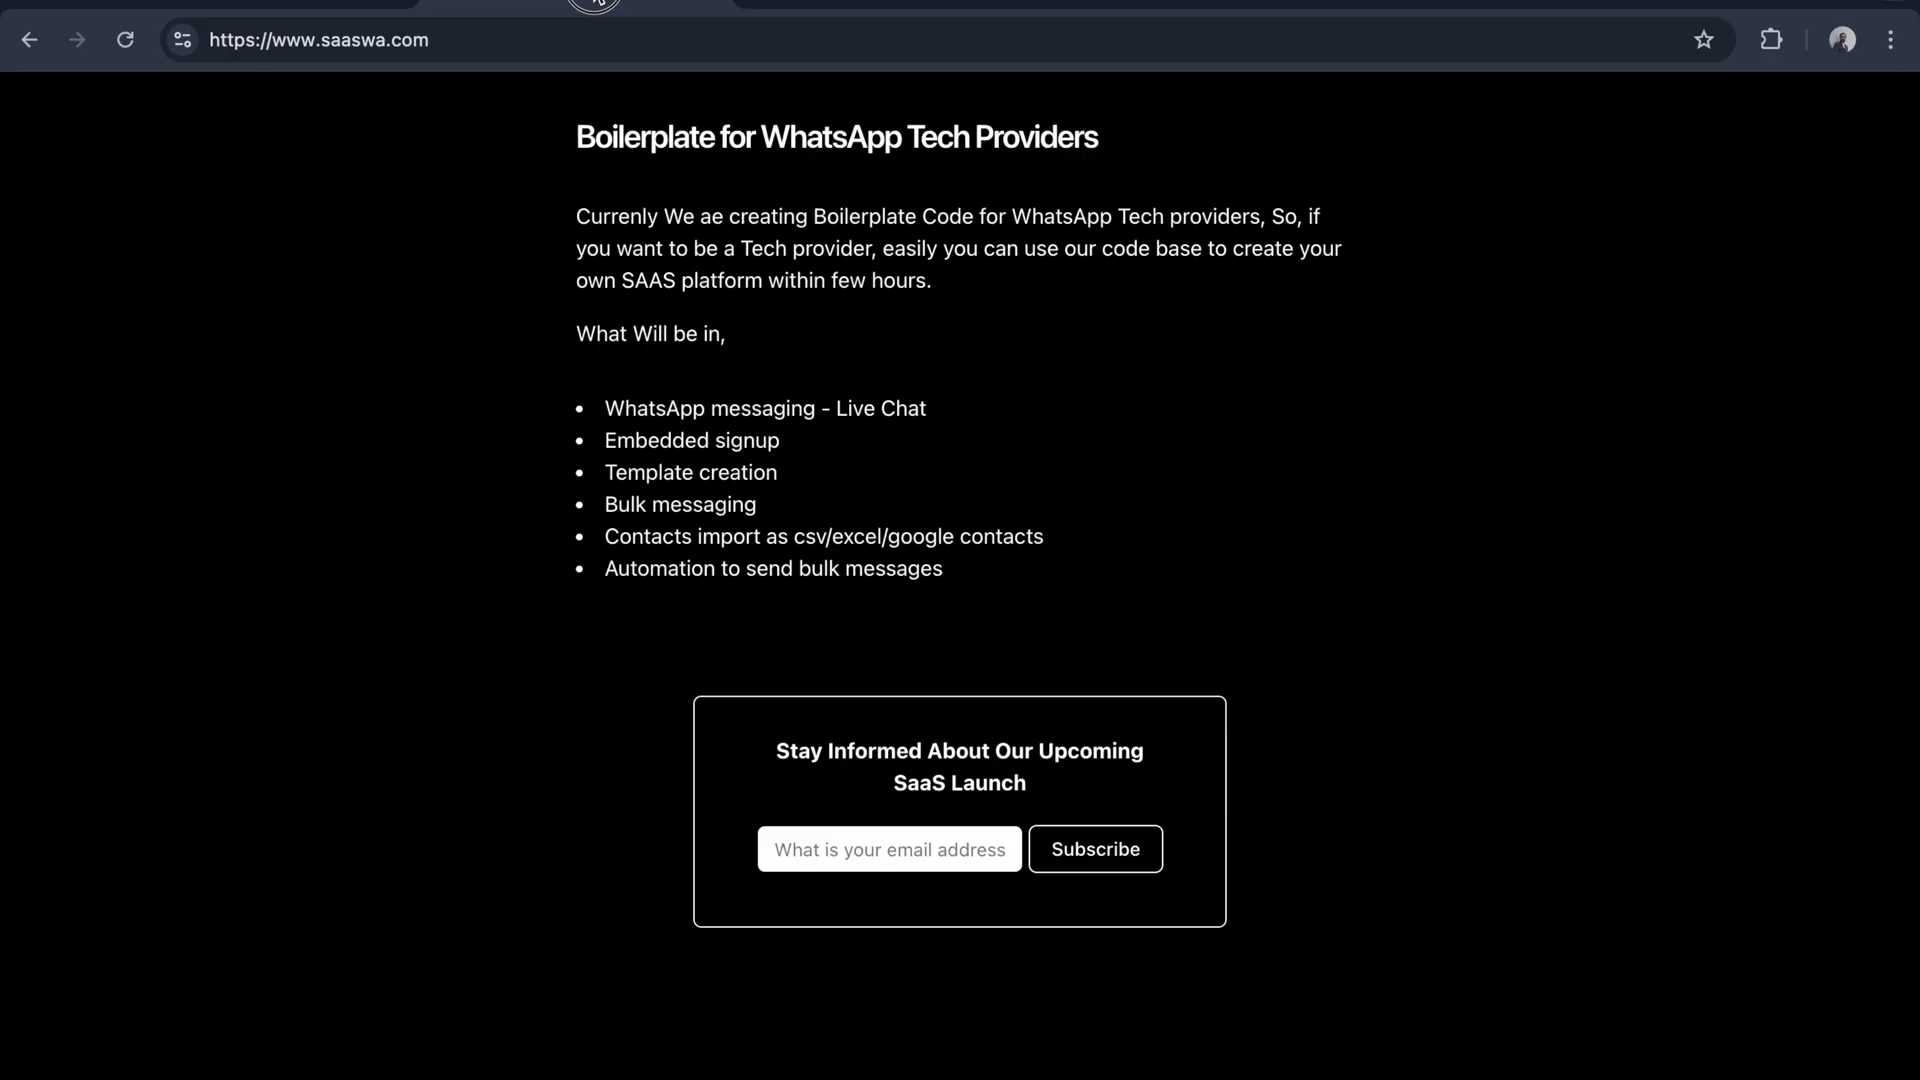 https://www.saaswa.com
Boilerplate for WhatsApp Tech Providers
Currenly We ae creating Boilerplate Code for WhatsApp Tech providers, So, if
you want to be a Tech provider, easily you can use our code base to create your
own SAAS platform within few hours.
What Will be in,
• WhatsApp messaging - Live Chat
• Embedded signup
• Template creation
• Bulk messaging
• Contacts import as csv/excel/google contacts
• Automation to send bulk messages
Stay Informed About Our Upcoming
SaaS Launch
What is your email address
Subscribe